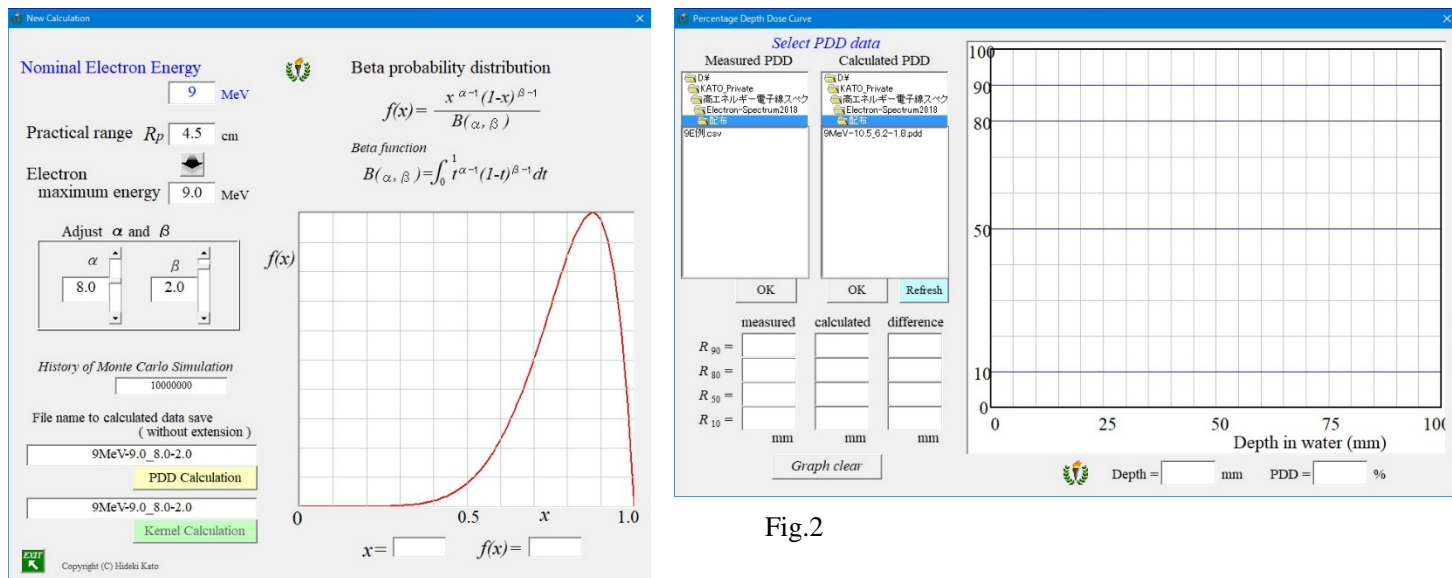 New Calculation
Nominal Electron Energy
9 MeV
Practical range Rp 4.5 cm
Electron
maximum energy 9.0 MeV
Adjust α and β
α β
8.0 2.0
History of Monte Carlo Simulation
10000000
File name to calculated data save
( without extension )
9MeV-9.0_8.0-2.0
PDD Calculation
9MeV-9.0_8.0-2.0
Kernel Calculation
EXIT
Copyright (C) Hideki Kato
Beta probability distribution
f(x) = x^α-1 (1-x)^β-1 / B(α, β)
Beta function
B(α, β) = ∫_0^1 t^α-1 (1-t)^β-1 dt
f(x)
0 0.5 x 1.0
x= f(x)=
Percentage Depth Dose Curve
Select PDD data
Measured PDD Calculated PDD
D:¥ D:¥
KATO_Private KATO_Private
高エネルギー電子線スペク 高エネルギー電子線スペク
Electron-Spectrum2018 Electron-Spectrum2018
配布 配布
9E例.csv 9MeV-10.5_6.2-1.8.pdd
OK OK Refresh
measured calculated difference
R 90 =
R 80 =
R 50 =
R 10 =
mm mm mm
Graph clear
100
90
80
50
10
0
0 25 50 75 100
Depth in water (mm)
Depth = mm PDD = %
Fig.2